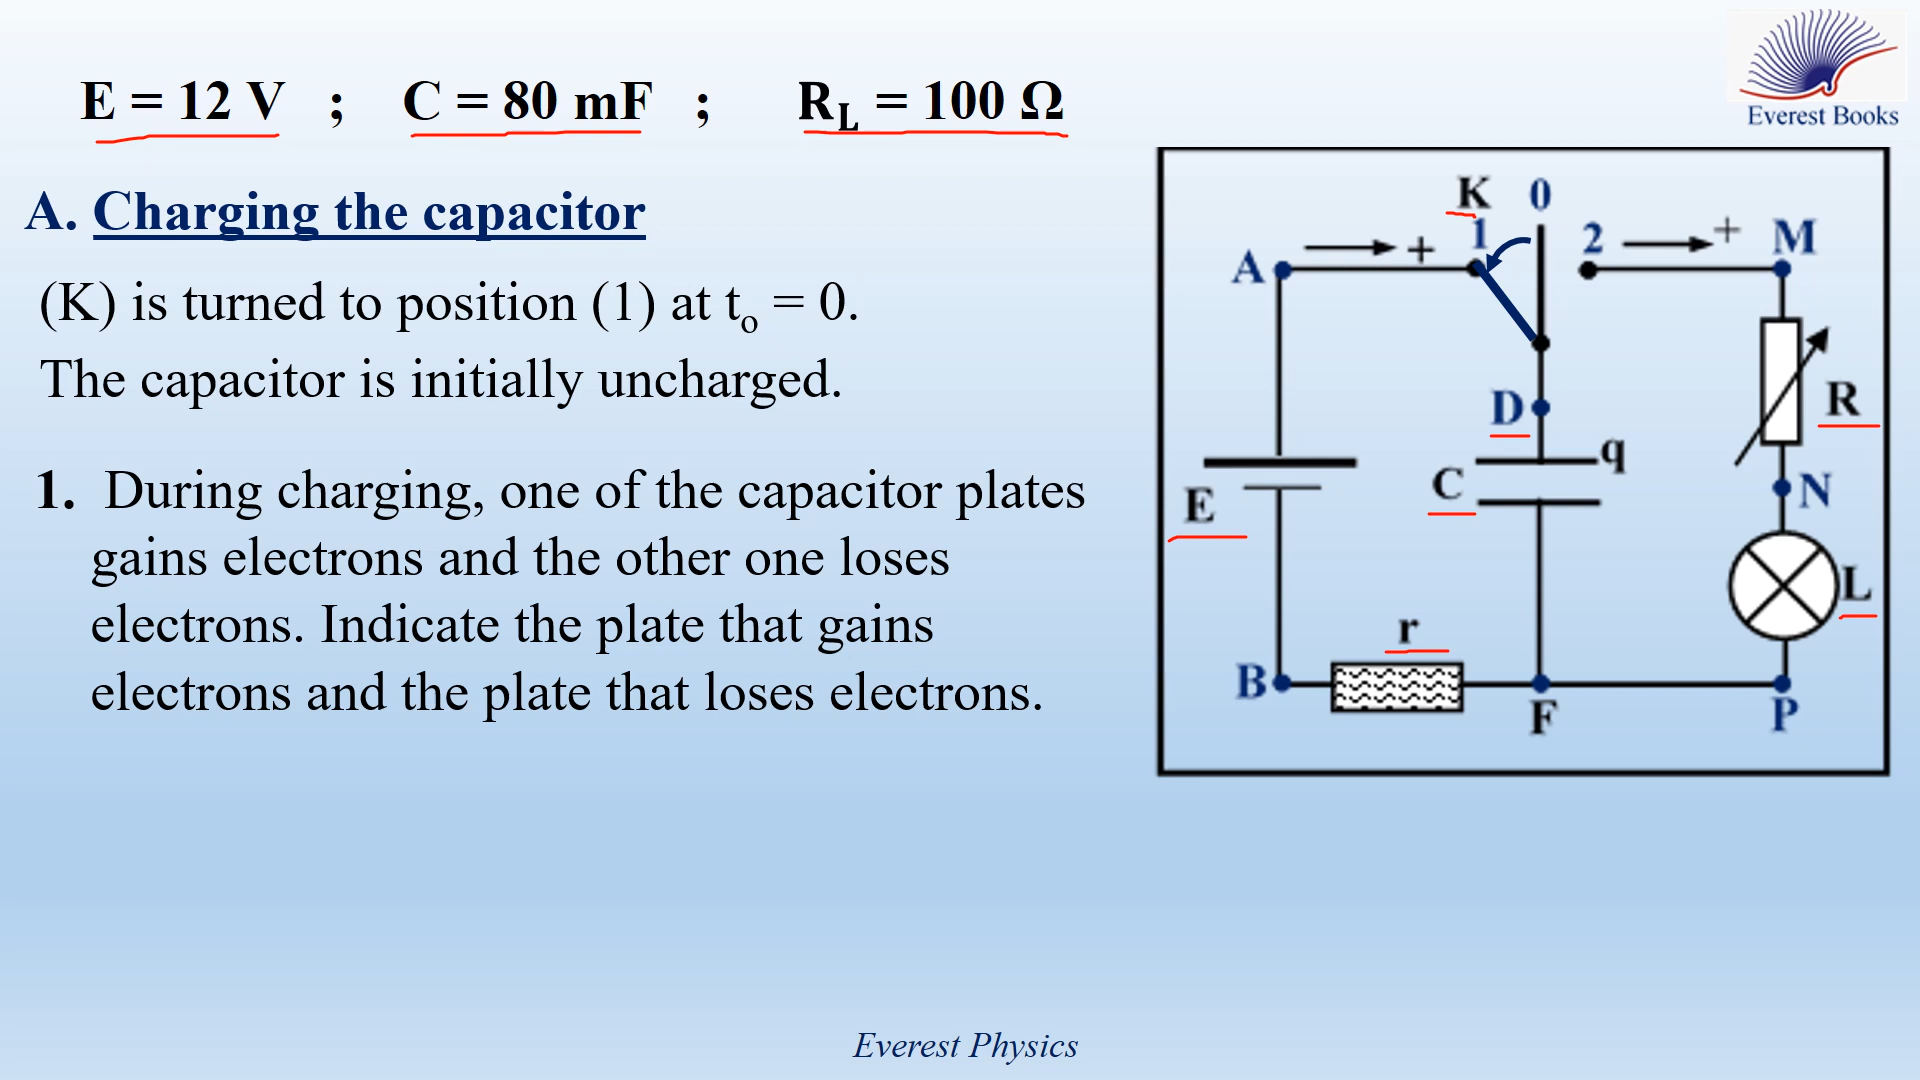 E = 12 V ; C = 80 mF ; R_L = 100 Ω
Everest Books
A. Charging the capacitor
(K) is turned to position (1) at t_o = 0.
The capacitor is initially uncharged.
1. During charging, one of the capacitor plates
gains electrons and the other one loses
electrons. Indicate the plate that gains
electrons and the plate that loses electrons.
K 0
A + 1 2 + M
D R
C q
E N
L
r
B F P
Everest Physics